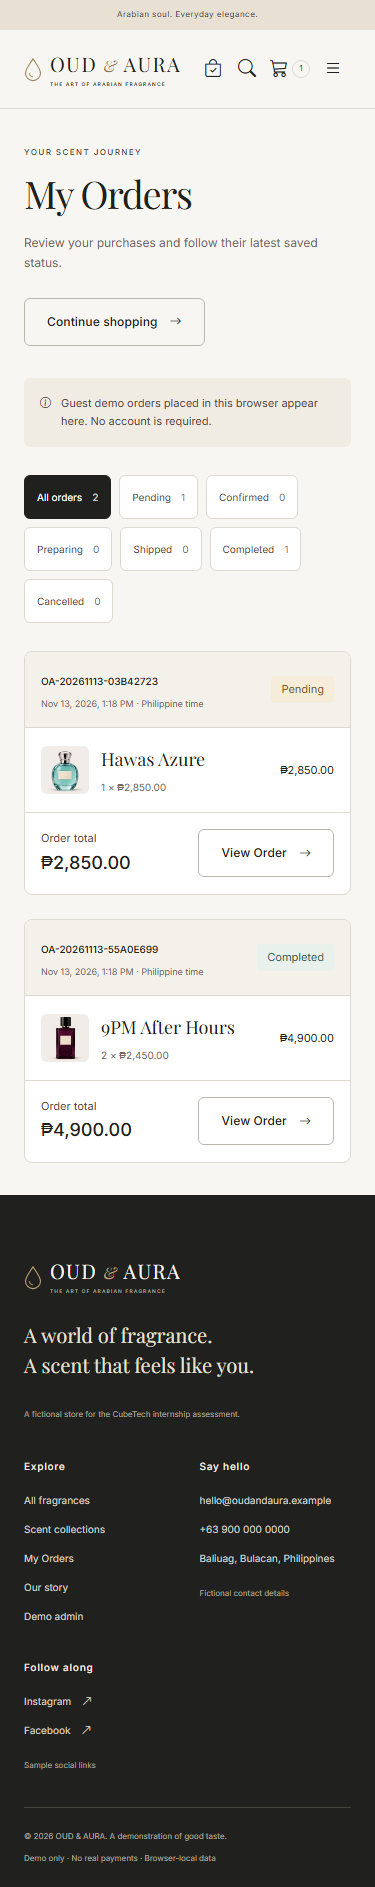 Arabian soul. Everyday elegance.
OUD & AURA
THE ART OF ARABIAN FRAGRANCE
1
YOUR SCENT JOURNEY
My Orders
Review your purchases and follow their latest saved
status.
Continue shopping →
Guest demo orders placed in this browser appear
here. No account is required.
All orders 2
Pending 1
Confirmed 0
Preparing 0
Shipped 0
Completed 1
Cancelled 0
OA-20261113-03B42723
Nov 13, 2026, 1:18 PM · Philippine time
Pending
Hawas Azure
1 × ₱2,850.00
₱2,850.00
Order total
₱2,850.00
View Order →
OA-20261113-55A0E699
Nov 13, 2026, 1:18 PM · Philippine time
Completed
9PM After Hours
2 × ₱2,450.00
₱4,900.00
Order total
₱4,900.00
View Order →
OUD & AURA
THE ART OF ARABIAN FRAGRANCE
A world of fragrance.
A scent that feels like you.
A fictional store for the CubeTech internship assessment.
Explore
All fragrances
Scent collections
My Orders
Our story
Demo admin
Say hello
hello@oudandaura.example
+63 900 000 0000
Baliuag, Bulacan, Philippines
Fictional contact details
Follow along
Instagram ↗
Facebook ↗
Sample social links
© 2026 OUD & AURA. A demonstration of good taste.
Demo only · No real payments · Browser-local data